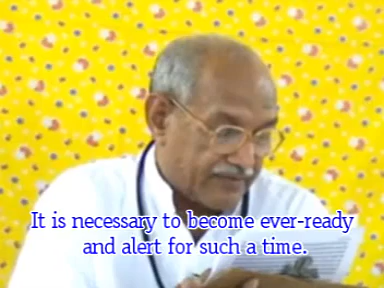 It is necessary to become ever-ready
and alert for such a time.